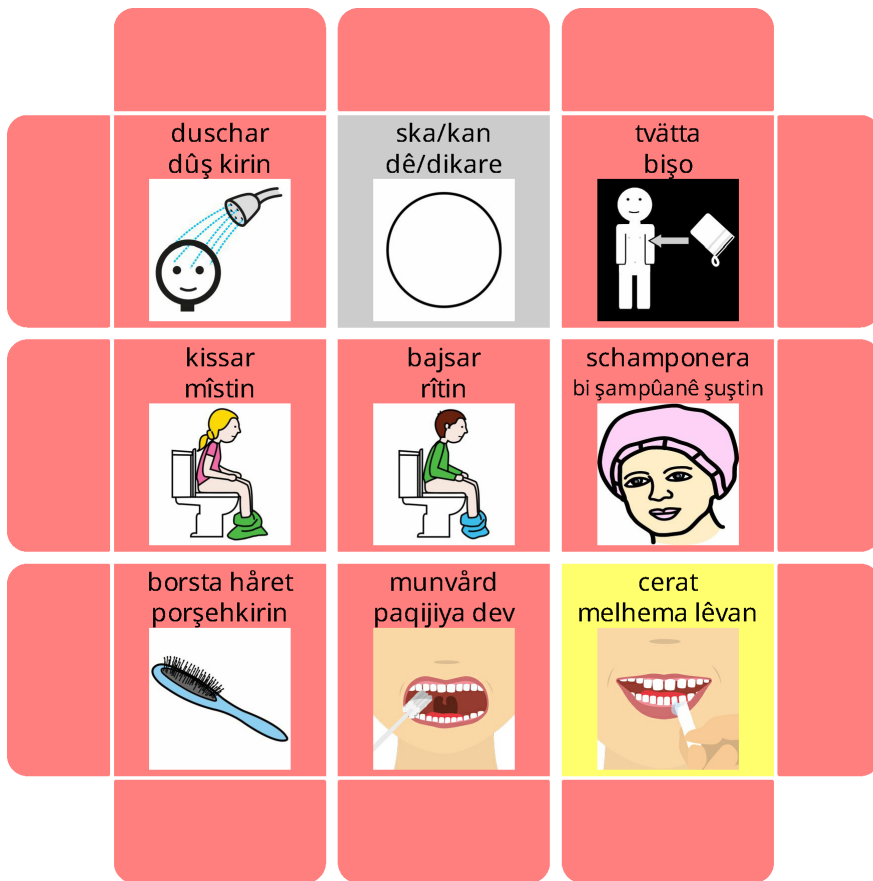 duschar
dûş kirin
ska/kan
dê/dikare
tvätta
bişo
kissar
mîstin
bajsar
rîtin
schamponera
bi şampûanê şuştin
borsta håret
porşehkirin
munvård
paqijiya dev
cerat
melhema lêvan